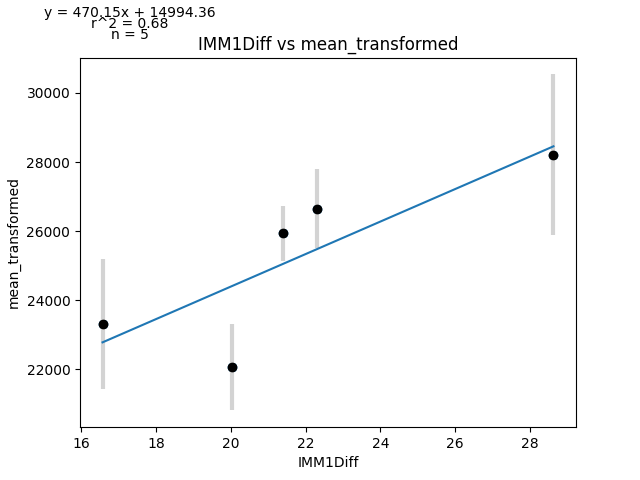 y = 470.15x + 14994.36
r^2 = 0.68
n = 5
IMM1Diff vs mean_transformed
30000
28000
26000
24000
22000
mean_transformed
16 18 20 22 24 26 28
IMM1Diff